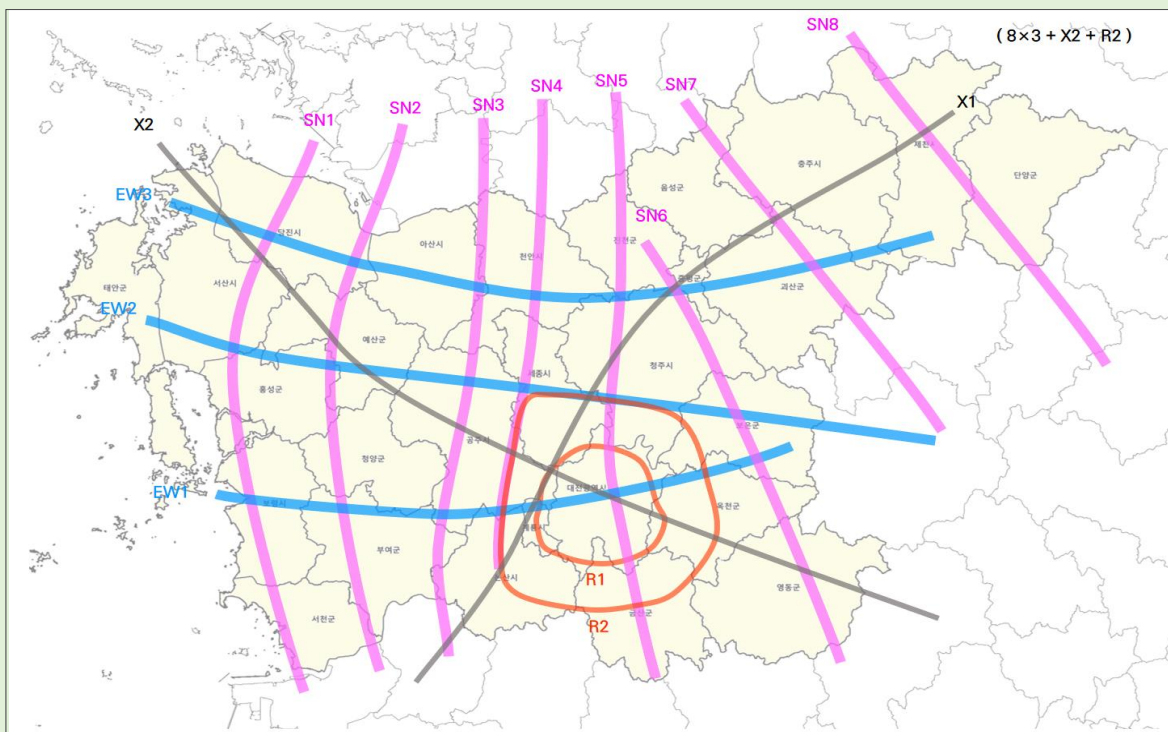 SN8
( 8×3 + X2 + R2 )
SN5
SN4
SN7
SN3
SN2
X1
SN1
X2
제천시
충주시
단양군
음성군
EW3
SN6
당진시
아산시
진천군
천안시
증평군
서산시
태안군
괴산군
EW2
예산군
청주시
세종시
홍성군
보은군
공주시
청양군
대전광역시
EW1
보령시
옥천군
계룡시
부여군
논산시
R1
영동군
금산군
서천군
R2